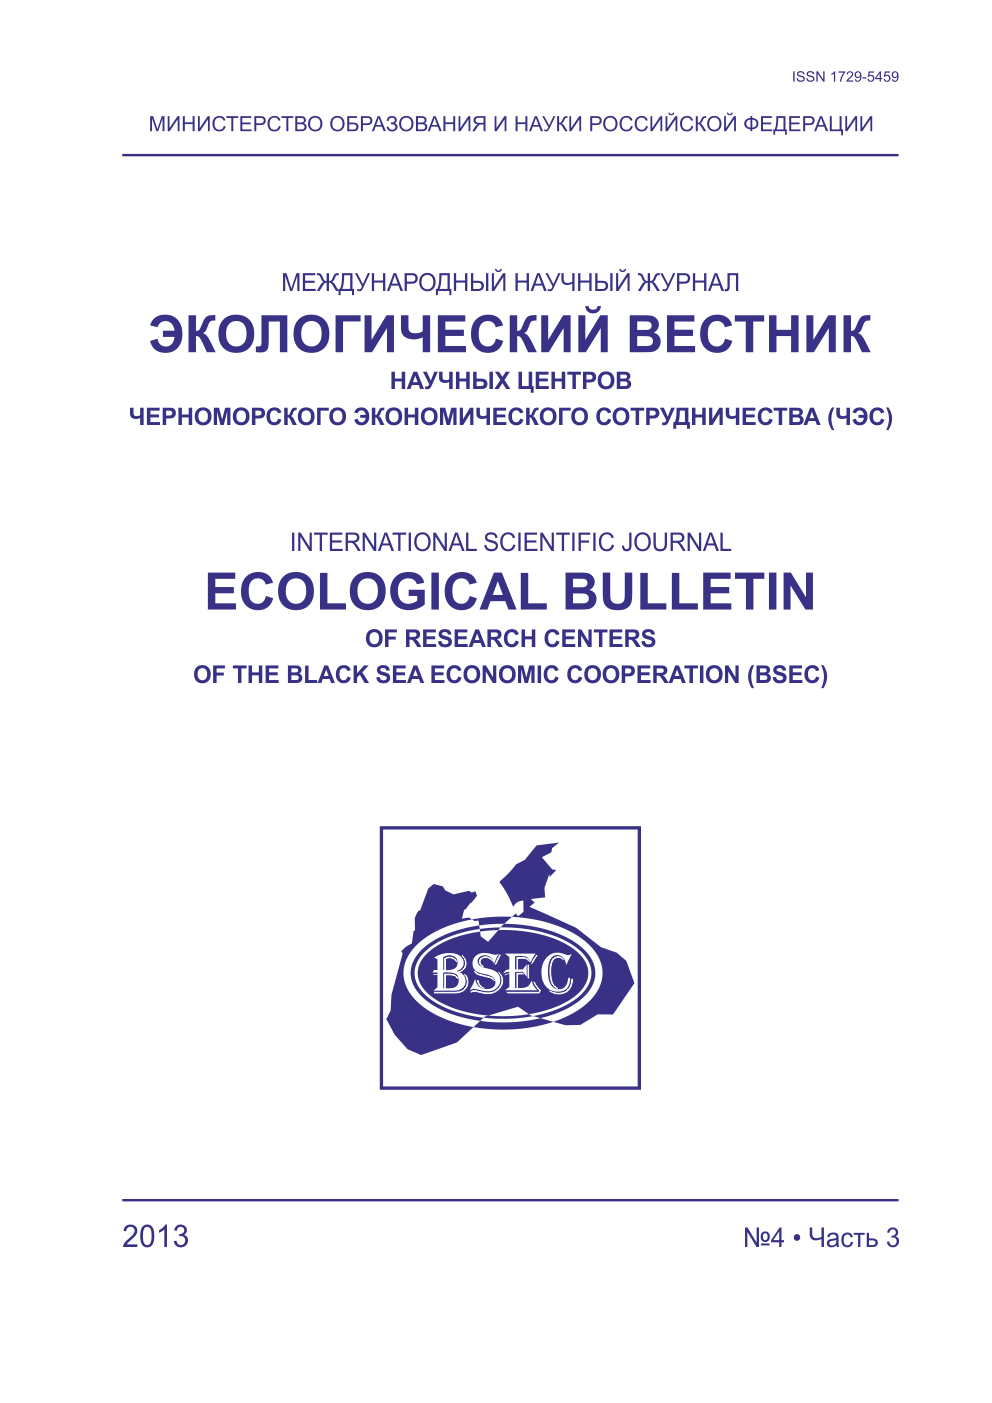 ISSN 1729-5459
МИНИСТЕРСТВО ОБРАЗОВАНИЯ И НАУКИ РОССИЙСКОЙ ФЕДЕРАЦИИ
МЕЖДУНАРОДНЫЙ НАУЧНЫЙ ЖУРНАЛ
ЭКОЛОГИЧЕСКИЙ ВЕСТНИК
НАУЧНЫХ ЦЕНТРОВ
ЧЕРНОМОРСКОГО ЭКОНОМИЧЕСКОГО СОТРУДНИЧЕСТВА (ЧЭС)
INTERNATIONAL SCIENTIFIC JOURNAL
ECOLOGICAL BULLETIN
OF RESEARCH CENTERS
OF THE BLACK SEA ECONOMIC COOPERATION (BSEC)
BSEC
2013
№4 • Часть 3